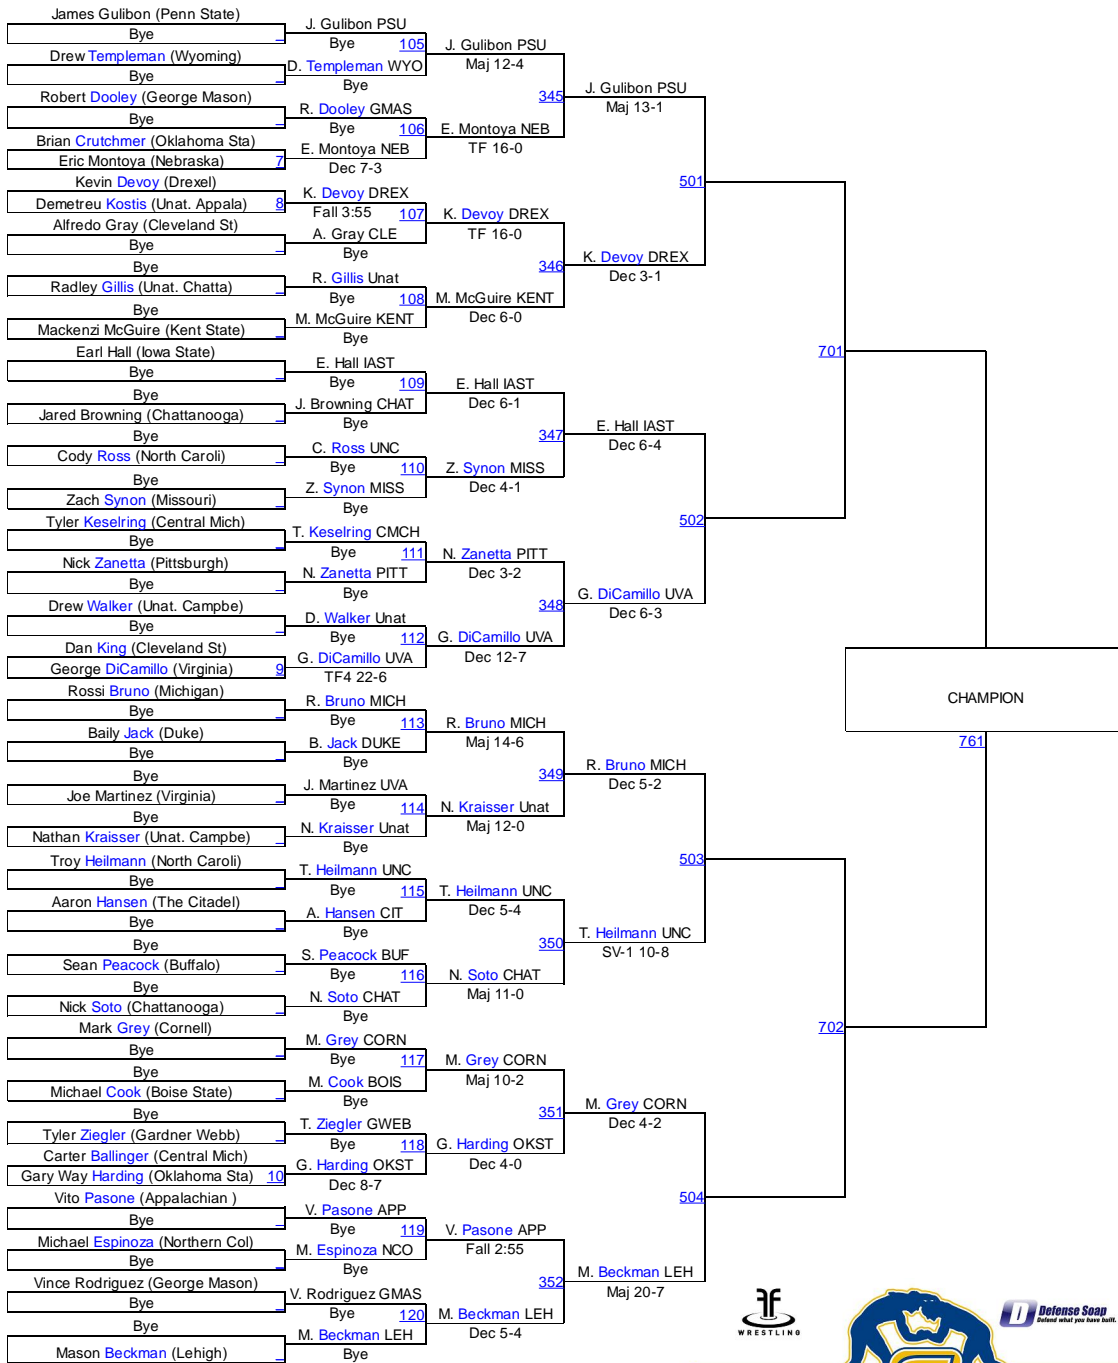 James Gulibon (Penn State)
Bye
Drew Templeman (Wyoming)
Bye
Robert Dooley (George Mason)
Bye
Brian Crutchmer (Oklahoma Sta)
Eric Montoya (Nebraska) 7
Kevin Devoy (Drexel)
Demetreu Kostis (Unat. Appala) 8
Alfredo Gray (Cleveland St)
Bye
Bye
Radley Gillis (Unat. Chatta)
Bye
Mackenzi McGuire (Kent State)
Earl Hall (Iowa State)
Bye
Bye
Jared Browning (Chattanooga)
Bye
Cody Ross (North Caroli)
Bye
Zach Synon (Missouri)
Tyler Keselring (Central Mich)
Bye
Nick Zanetta (Pittsburgh)
Bye
Drew Walker (Unat. Campbe)
Bye
Dan King (Cleveland St)
George DiCamillo (Virginia) 9
Rossi Bruno (Michigan)
Bye
Baily Jack (Duke)
Bye
Bye
Joe Martinez (Virginia)
Bye
Nathan Kraisser (Unat. Campbe)
Troy Heilmann (North Caroli)
Bye
Aaron Hansen (The Citadel)
Bye
Bye
Sean Peacock (Buffalo)
Bye
Nick Soto (Chattanooga)
Mark Grey (Cornell)
Bye
Bye
Michael Cook (Boise State)
Bye
Tyler Ziegler (Gardner Webb)
Carter Ballinger (Central Mich)
Gary Way Harding (Oklahoma Sta) 10
Vito Pasone (Appalachian )
Bye
Michael Espinoza (Northern Col)
Bye
Vince Rodriguez (George Mason)
Bye
Bye
Mason Beckman (Lehigh)
J. Gulibon PSU
Bye 105
D. Templeman WYO
Bye
R. Dooley GMAS
Bye 106
E. Montoya NEB
Dec 7-3
K. Devoy DREX
Fall 3:55 107
A. Gray CLE
Bye
R. Gillis Unat
Bye 108
M. McGuire KENT
Bye
E. Hall IAST
Bye 109
J. Browning CHAT
Bye
C. Ross UNC
Bye 110
Z. Synon MISS
Bye
T. Keselring CMCH
Bye 111
N. Zanetta PITT
Bye
D. Walker Unat
Bye 112
G. DiCamillo UVA
TF4 22-6
R. Bruno MICH
Bye 113
B. Jack DUKE
Bye
J. Martinez UVA
Bye 114
N. Kraisser Unat
Bye
T. Heilmann UNC
Bye 115
A. Hansen CIT
Bye
S. Peacock BUF
Bye 116
N. Soto CHAT
Bye
M. Grey CORN
Bye 117
M. Cook BOIS
Bye
T. Ziegler GWEB
Bye 118
G. Harding OKST
Dec 8-7
V. Pasone APP
Bye 119
M. Espinoza NCO
Bye
V. Rodriguez GMAS
Bye 120
M. Beckman LEH
Bye
J. Gulibon PSU
Maj 12-4
345
E. Montoya NEB
TF 16-0
K. Devoy DREX
TF 16-0
346
M. McGuire KENT
Dec 6-0
E. Hall IAST
Dec 6-1
347
Z. Synon MISS
Dec 4-1
N. Zanetta PITT
Dec 3-2
348
G. DiCamillo UVA
Dec 12-7
R. Bruno MICH
Maj 14-6
349
N. Kraisser Unat
Maj 12-0
T. Heilmann UNC
Dec 5-4
350
N. Soto CHAT
Maj 11-0
M. Grey CORN
Maj 10-2
351
G. Harding OKST
Dec 4-0
V. Pasone APP
Fall 2:55
352
M. Beckman LEH
Dec 5-4
J. Gulibon PSU
Maj 13-1
501
K. Devoy DREX
Dec 3-1
E. Hall IAST
Dec 6-4
502
G. DiCamillo UVA
Dec 6-3
R. Bruno MICH
Dec 5-2
503
T. Heilmann UNC
SV-1 10-8
M. Grey CORN
Dec 4-2
504
M. Beckman LEH
Maj 20-7
701
702
CHAMPION
761
WRESTLING
D Defense Soap
Defend what you have built.